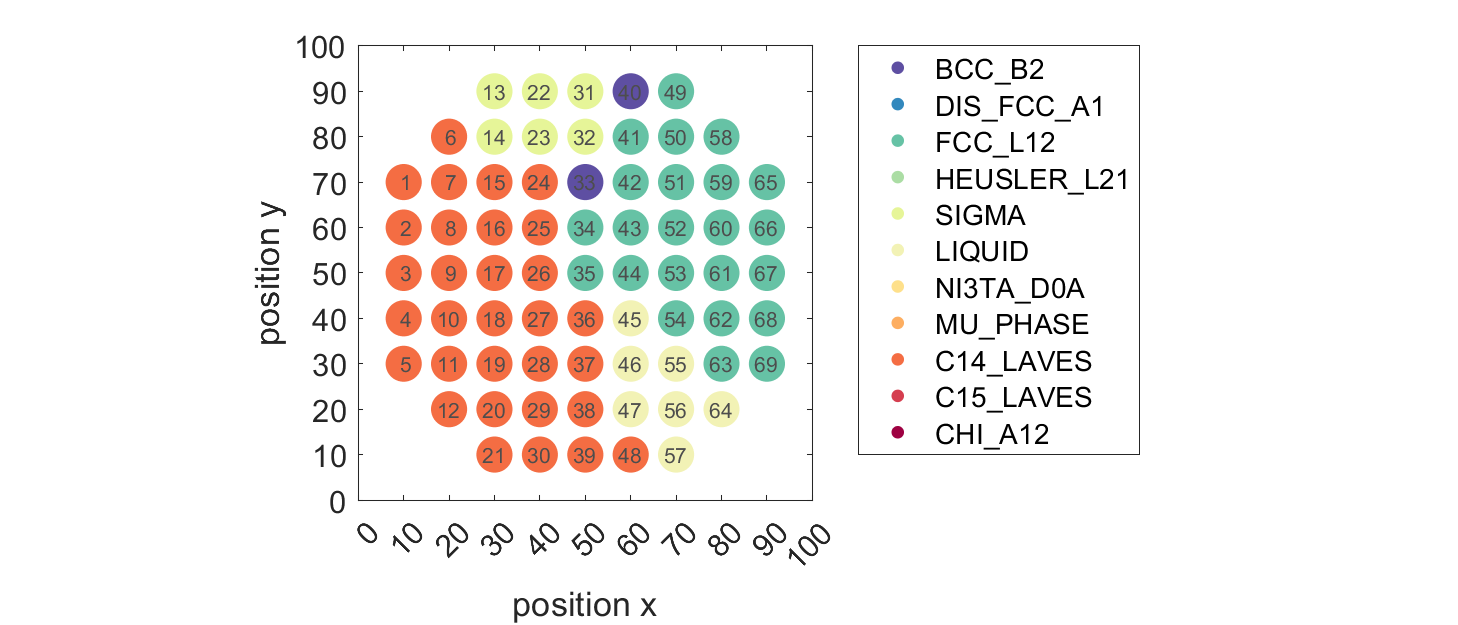 100
90
80
70
60
50
40
30
20
10
0
position y
13 22 31 40 49
6 14 23 32 41 50 58
1 7 15 24 33 42 51 59 65
2 8 16 25 34 43 52 60 66
3 9 17 26 35 44 53 61 67
4 10 18 27 36 45 54 62 68
5 11 19 28 37 46 55 63 69
12 20 29 38 47 56 64
21 30 39 48 57
0 10 20 30 40 50 60 70 80 90 100
position x
BCC_B2
DIS_FCC_A1
FCC_L12
HEUSLER_L21
SIGMA
LIQUID
NI3TA_D0A
MU_PHASE
C14_LAVES
C15_LAVES
CHI_A12